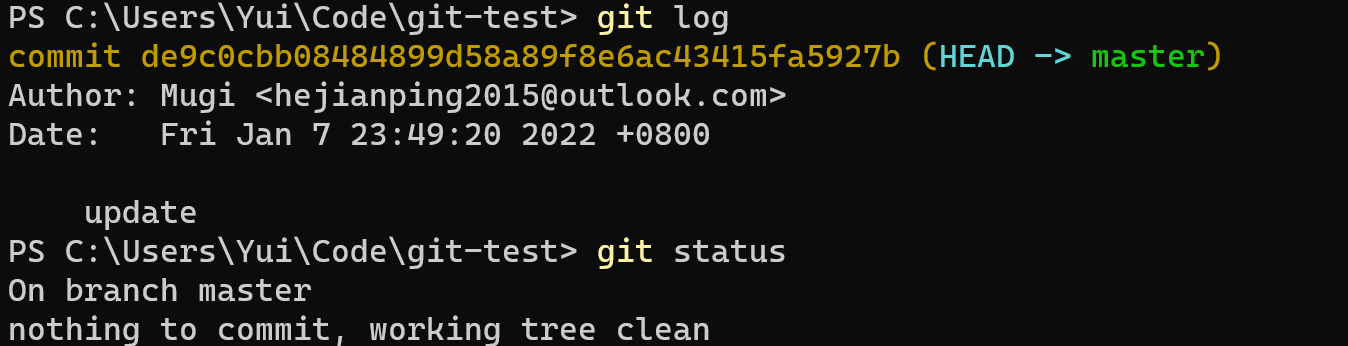 PS C:\Users\Yui\Code\git-test> git log
commit de9c0cbb08484899d58a89f8e6ac43415fa5927b (HEAD -> master)
Author: Mugi <hejianping2015@outlook.com>
Date:   Fri Jan 7 23:49:20 2022 +0800
    update
PS C:\Users\Yui\Code\git-test> git status
On branch master
nothing to commit, working tree clean